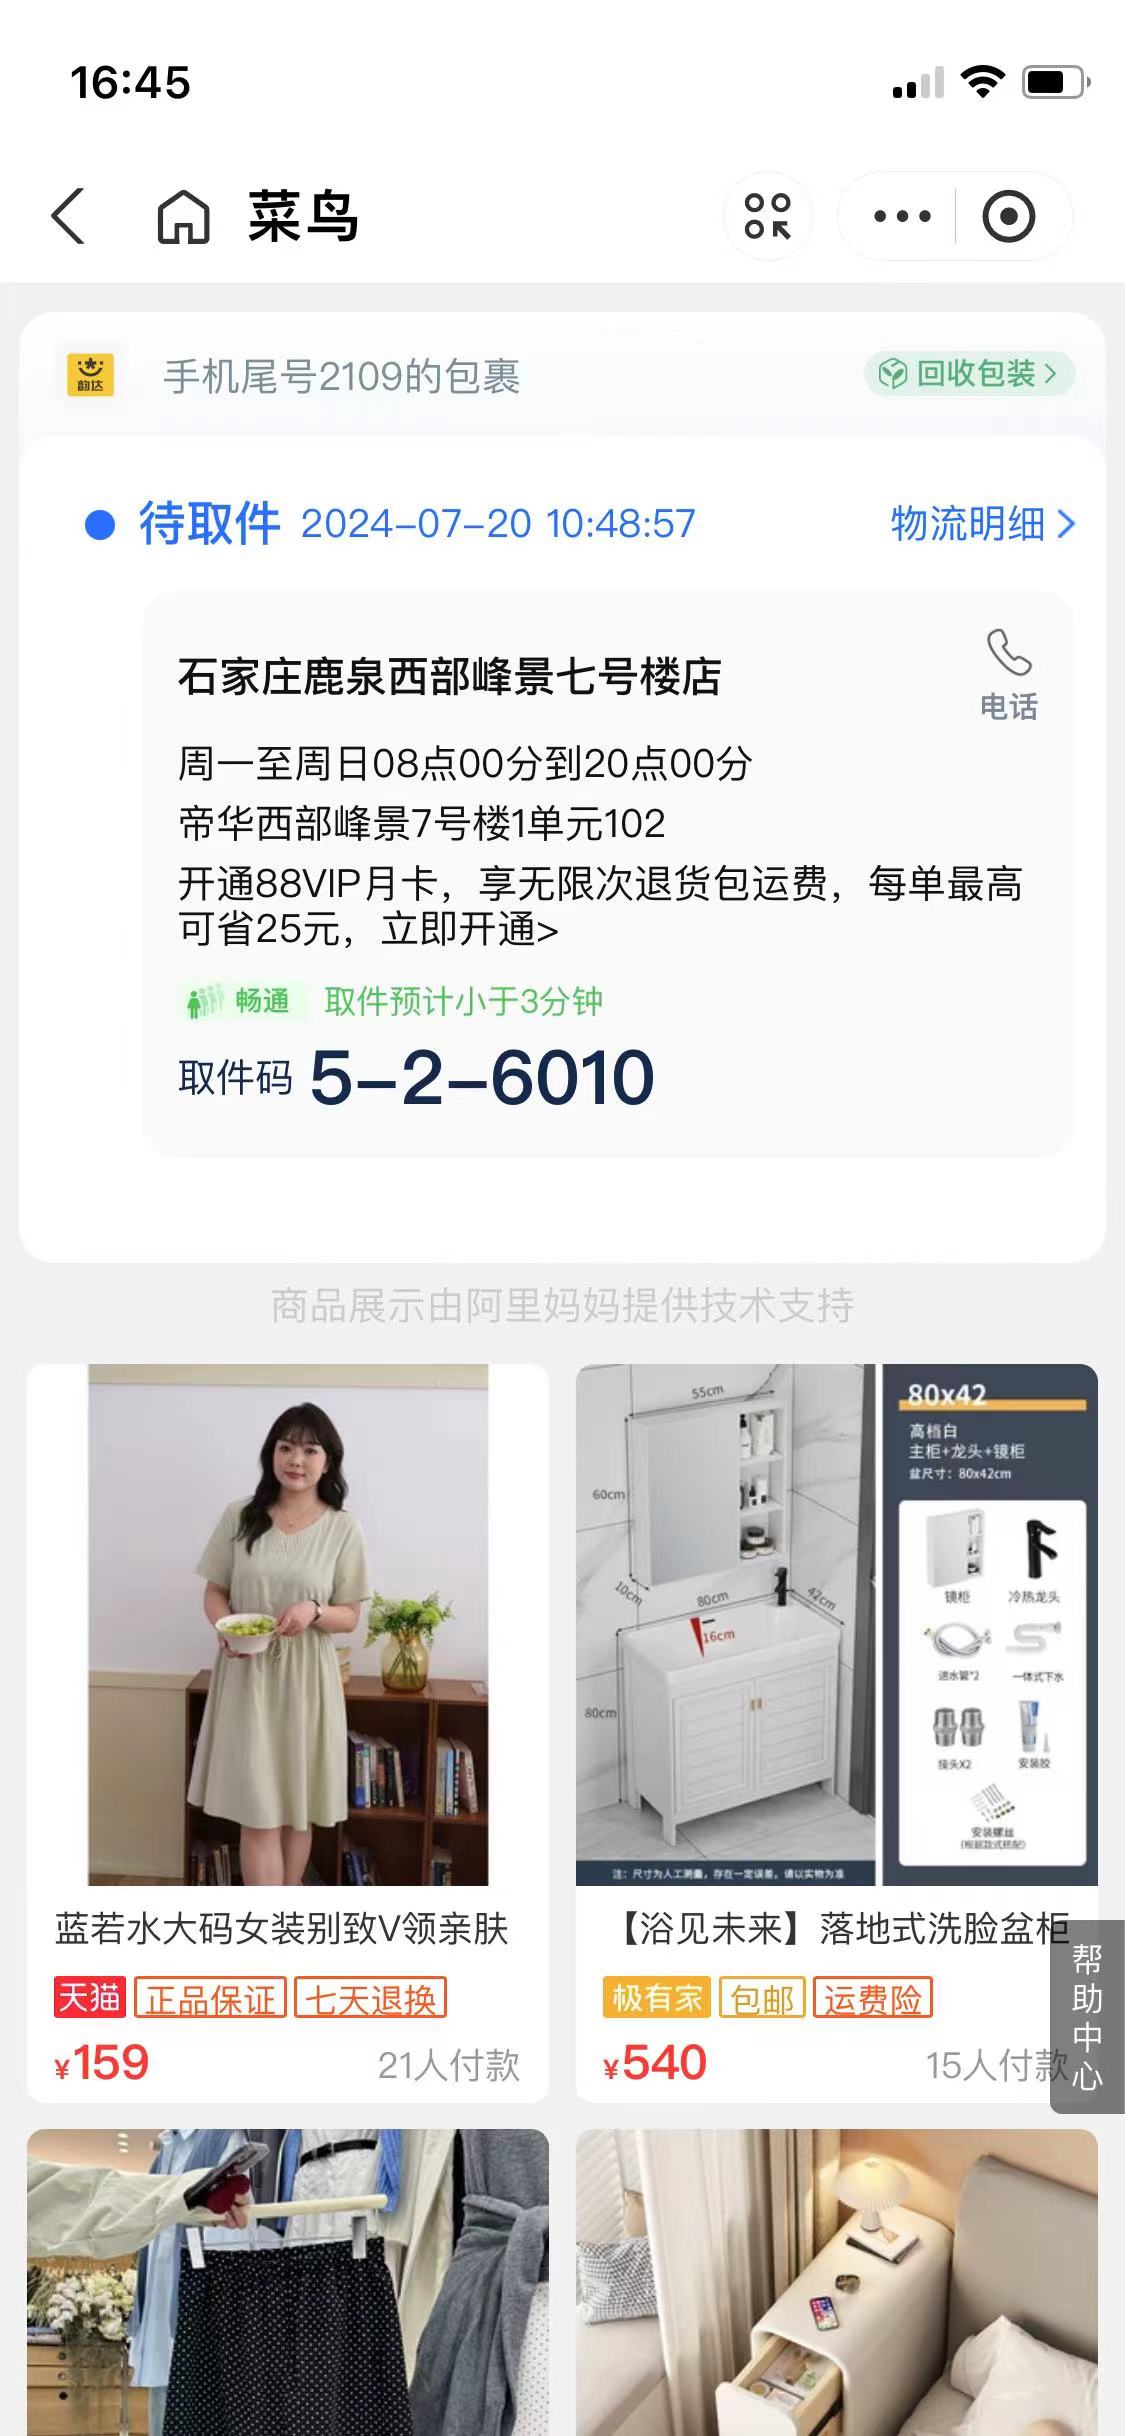 16:45
菜鸟
韵达
手机尾号2109的包裹
回收包装
待取件 2024-07-20 10:48:57
物流明细
石家庄鹿泉西部峰景七号楼店
电话
周一至周日08点00分到20点00分
帝华西部峰景7号楼1单元102
开通88VIP月卡，享无限次退货包运费，每单最高
可省25元，立即开通>
畅通 取件预计小于3分钟
取件码 5-2-6010
商品展示由阿里妈妈提供技术支持
55cm
60cm
10cm
80cm
42cm
16cm
80cm
注：尺寸为人工测量，存在一定误差，请以实物为准
80x42
高档白
主柜+龙头+镜柜
盆尺寸：80x42cm
镜柜
冷热龙头
进水管*2
一体式下水
接头X2
安装胶
安装螺丝
(根据款式搭配)
蓝若水大码女装别致V领亲肤
天猫 正品保证 七天退换
¥159
21人付款
【浴见未来】落地式洗脸盆柜
极有家 包邮 运费险
¥540
15人付款
帮助中心